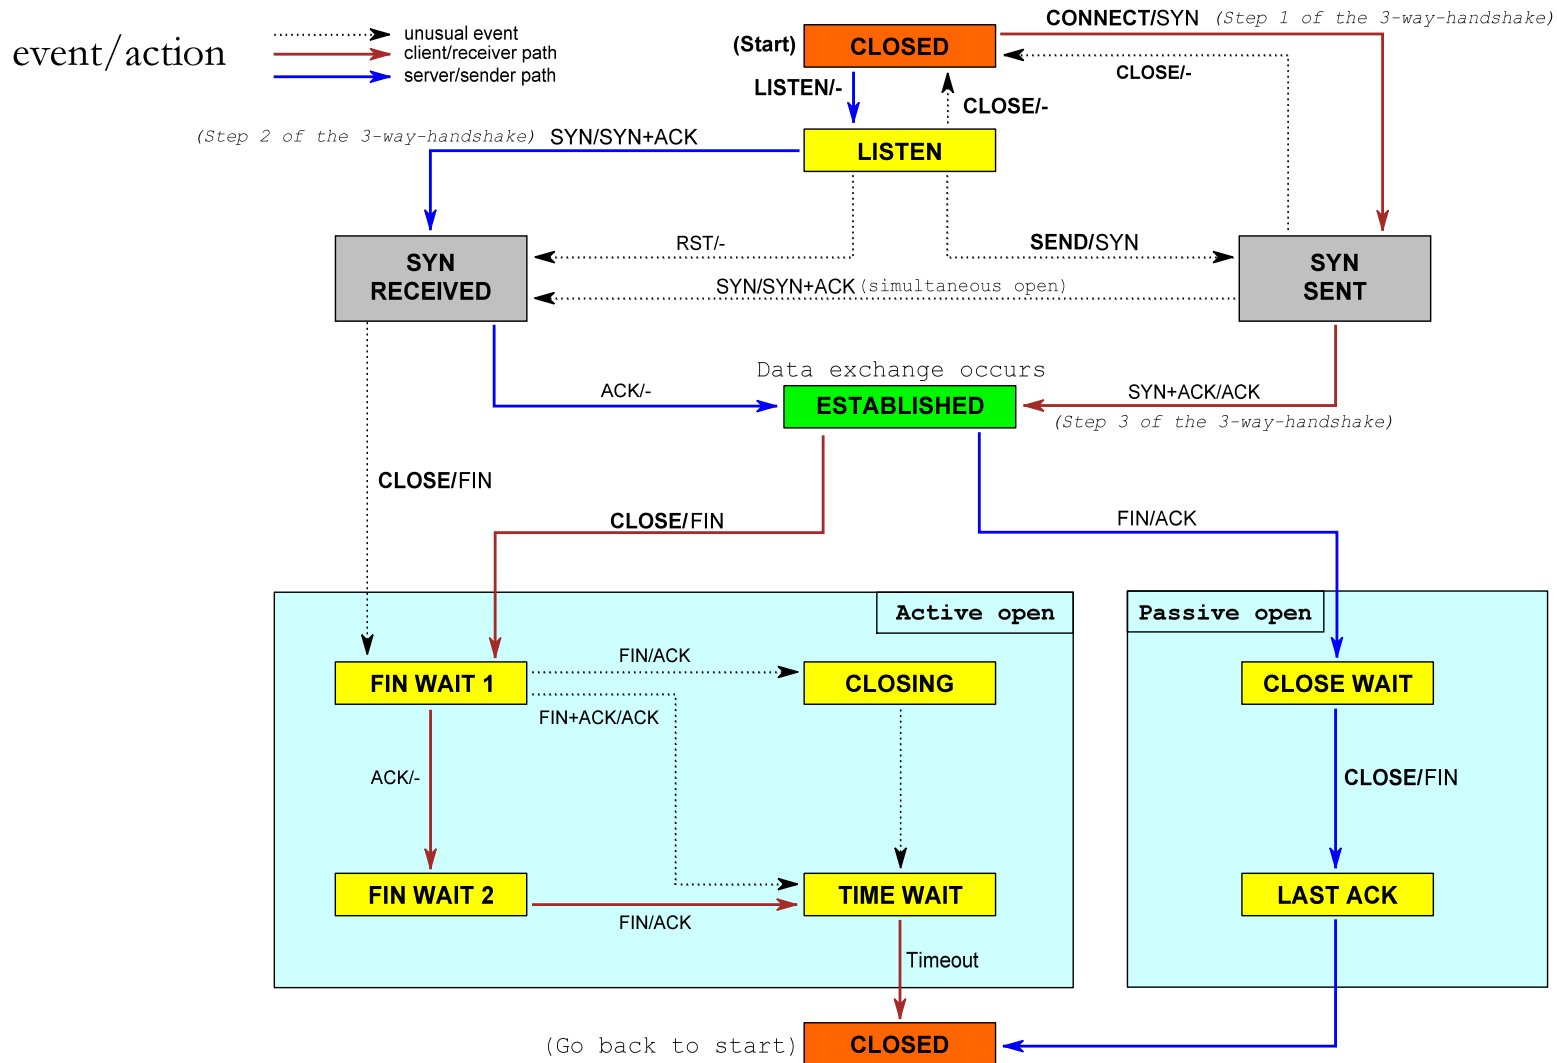 event/action
unusual event
client/receiver path
server/sender path
CONNECT/SYN (Step 1 of the 3-way-handshake)
(Start)
CLOSED
CLOSE/-
LISTEN/-
CLOSE/-
(Step 2 of the 3-way-handshake) SYN/SYN+ACK
LISTEN
RST/-
SEND/SYN
SYN
RECEIVED
SYN
SENT
SYN/SYN+ACK (simultaneous open)
Data exchange occurs
ACK/-
ESTABLISHED
SYN+ACK/ACK
(Step 3 of the 3-way-handshake)
CLOSE/FIN
CLOSE/FIN
FIN/ACK
Active open
Passive open
FIN WAIT 1
FIN/ACK
CLOSING
CLOSE WAIT
FIN+ACK/ACK
ACK/-
CLOSE/FIN
FIN WAIT 2
TIME WAIT
LAST ACK
FIN/ACK
Timeout
(Go back to start)
CLOSED